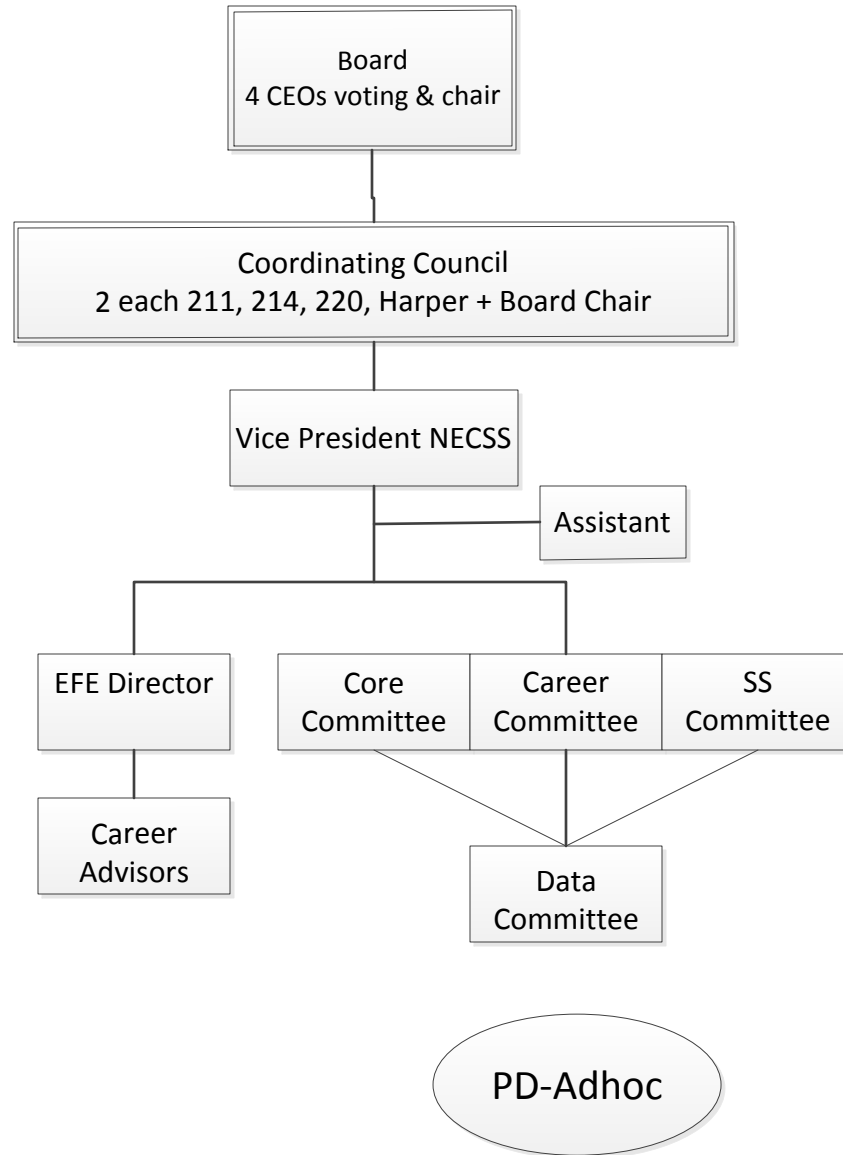 Board
4 CEOs voting & chair
Coordinating Council
2 each 211, 214, 220, Harper + Board Chair
Vice President NECSS
Assistant
EFE Director
Core
Committee
Career
Committee
SS
Committee
Career
Advisors
Data
Committee
PD-Adhoc